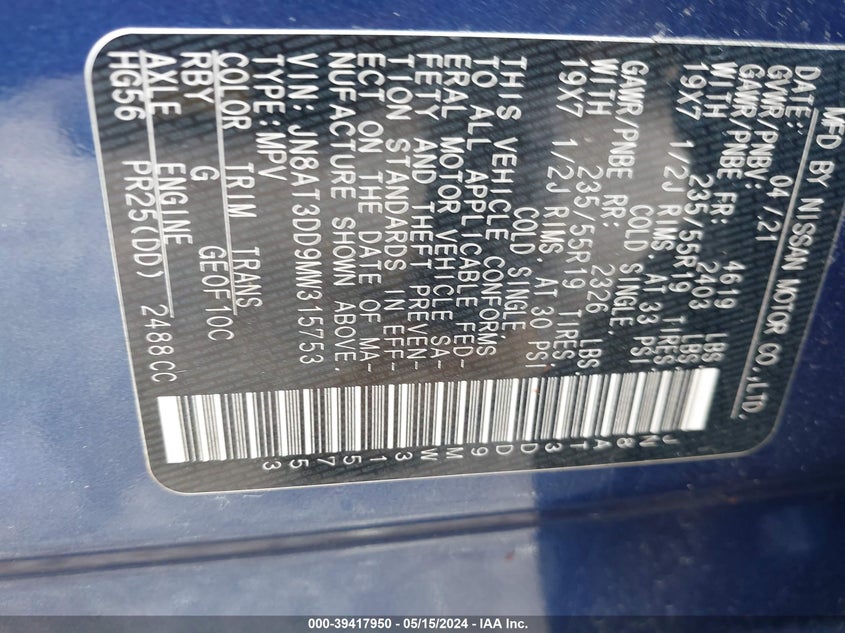 MFD BY NISSAN MOTOR CO.,LTD.
DATE: 04/21
GVWR/PNBV: 4619 LBS.
GAWR/PNBE FR: 2403 LBS.
WITH 235/55R19 TIRES,
19X7 1/2J RIMS, AT 33 PSI
COLD SINGLE.
GAWR/PNBE RR: 2326 LBS.
WITH 235/55R19 TIRES,
19X7 1/2J RIMS, AT 30 PSI
COLD SINGLE
THIS VEHICLE CONFORMS
TO ALL APPLICABLE FED-
ERAL MOTOR VEHICLE SA-
FETY AND THEFT PREVEN-
TION STANDARDS IN EFF-
ECT ON THE DATE OF MA-
NUFACTURE SHOWN ABOVE.
VIN: JN8AT3DD9MW315753
TYPE:MPV
COLOR TRIM TRANS
RBY G GE0F10C
AXLE ENGINE
HG56 PR25(DD) 2488CC
JN8AT3DD9MW315753
000-39417950 - 05/15/2024 - IAA Inc.